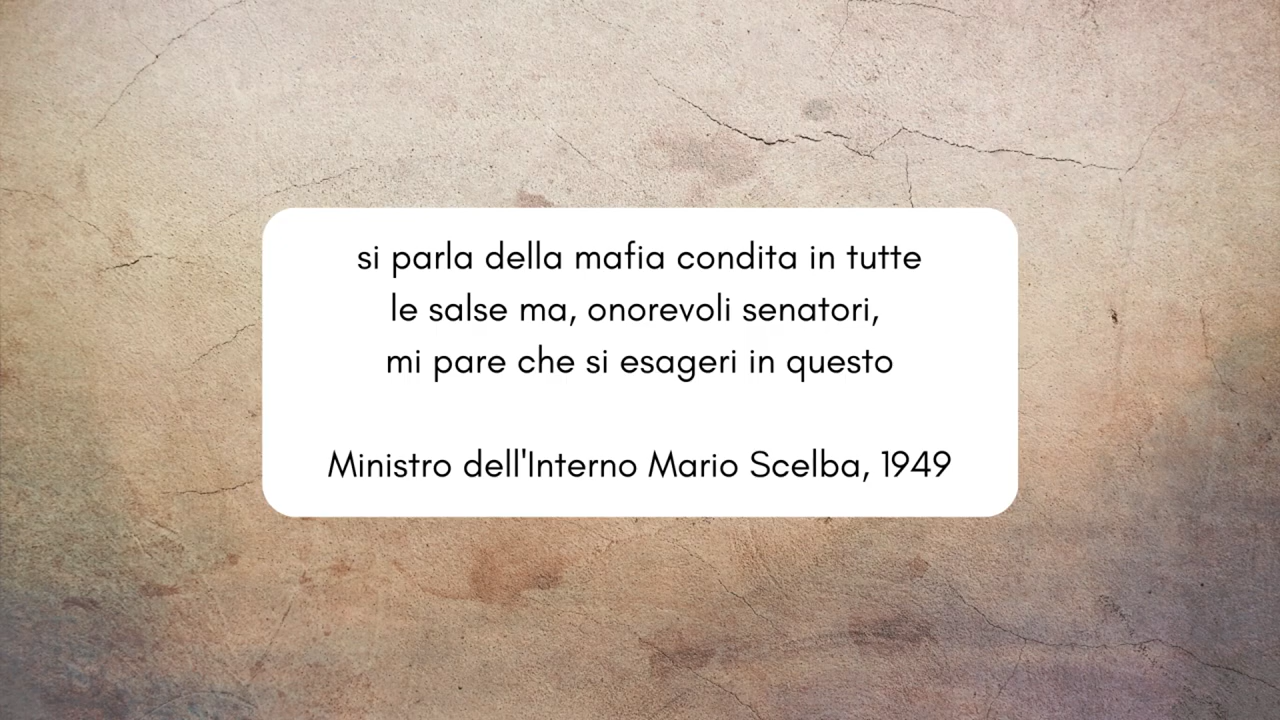 si parla della mafia condita in tutte
le salse ma, onorevoli senatori,
mi pare che si esageri in questo
Ministro dell'Interno Mario Scelba, 1949